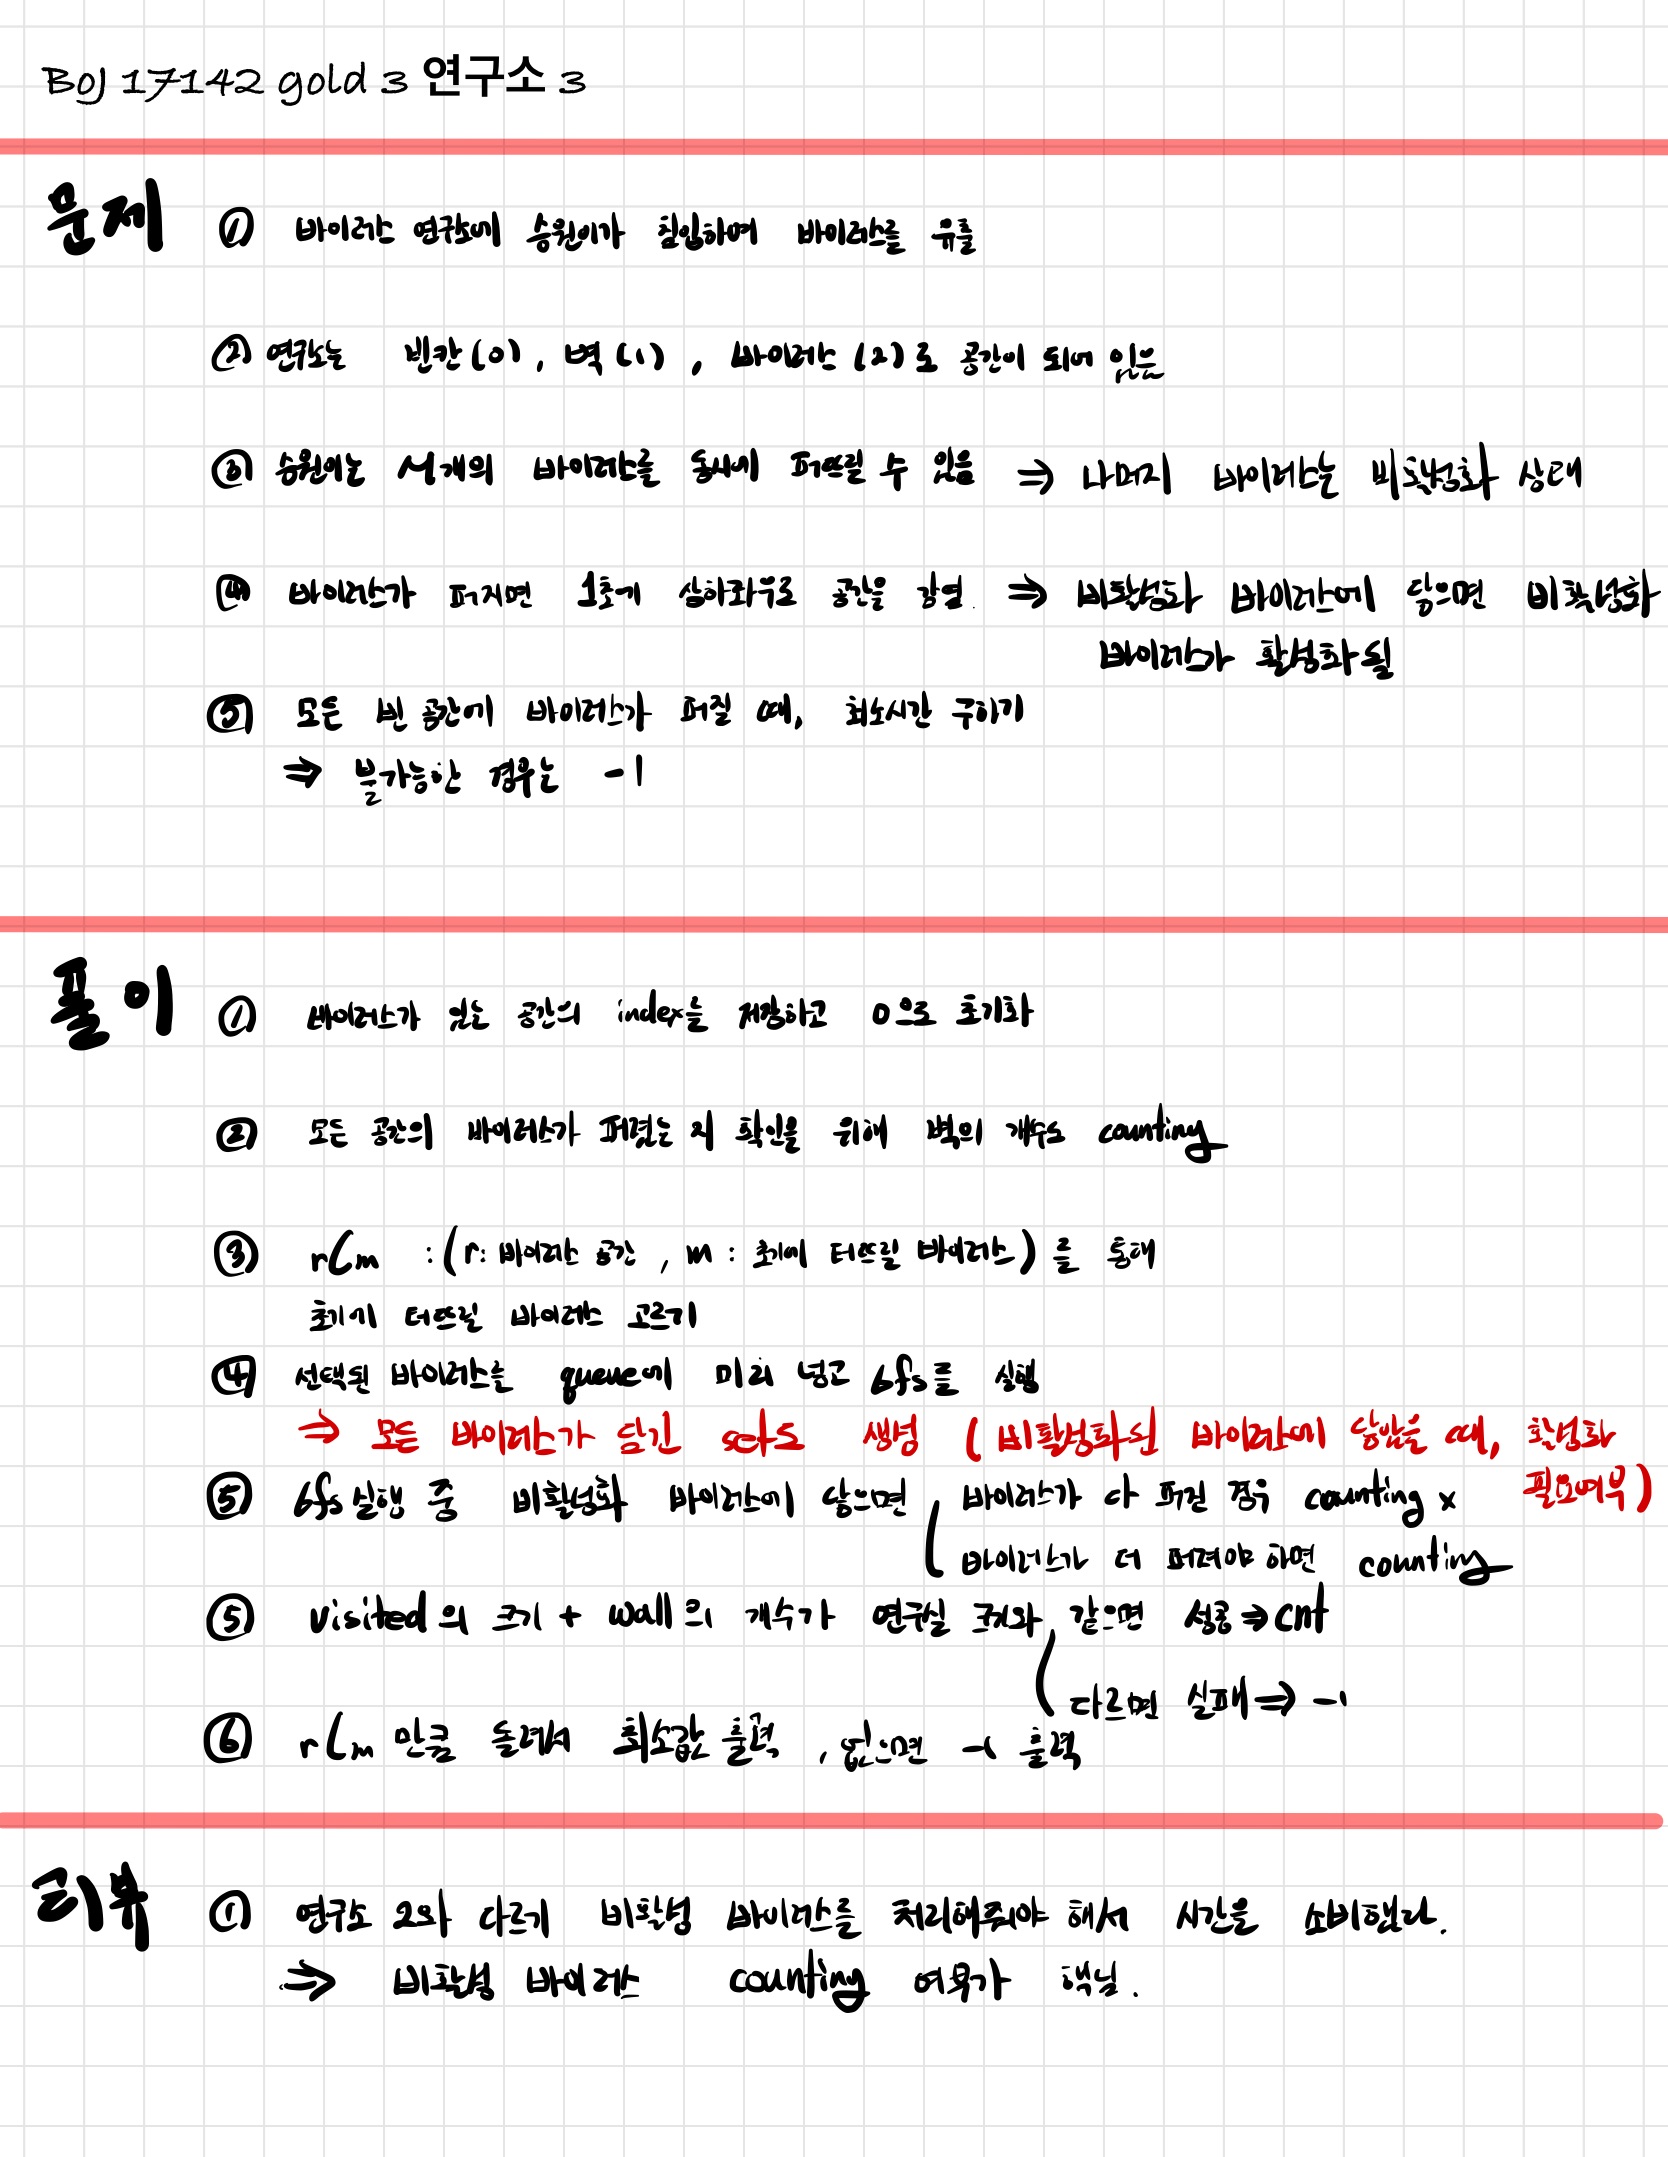 BOJ 17142 gold 3 연구소 3
문제
① 바이러스 연구소에 승원이가 침입하여 바이러스를 유출
② 연구소는 빈칸(0), 벽(1), 바이러스(2)로 공간이 되어 있음
③ 승원이는 M개의 바이러스를 동시에 퍼뜨릴 수 있음 ⇒ 나머지 바이러스는 비활성화 상태
④ 바이러스가 퍼지면 1초에 상하좌우로 공간을 감염. ⇒ 비활성화 바이러스에 닿으면 비활성화
바이러스가 활성화 됨
⑤ 모든 빈 공간에 바이러스가 퍼질 때, 최소시간 구하기
⇒ 불가능한 경우는 -1
풀이
① 바이러스가 있는 공간의 index를 저장하고 0으로 초기화
② 모든 공간의 바이러스가 퍼졌는 지 확인을 위해 벽의 개수도 counting
③ rCm : (r: 바이러스 공간, m: 초기에 터뜨릴 바이러스)를 통해
초기에 터뜨릴 바이러스 고르기
④ 선택된 바이러스를 queue에 미리 넣고 bfs를 실행
⇒ 모든 바이러스가 담긴 set도 생성 (비활성화된 바이러스에 닿았을 때, 활성화
필요여부)
⑤ bfs 실행 중 비활성화 바이러스에 닿으면 바이러스가 다 퍼진 경우 counting x
바이러스가 더 퍼져야 하면 counting
⑤ visited의 크기 + wall의 개수가 연구실 크기와 같으면 성공 ⇒ cnt
다르면 실패 ⇒ -1
⑥ rCm 만큼 돌려서 최소값 출력, 없으면 -1 출력
리뷰
① 연구소 2와 다르게 비활성 바이러스를 처리해줘야 해서 시간을 소비했다.
⇒ 비활성 바이러스 counting 여부가 핵심.